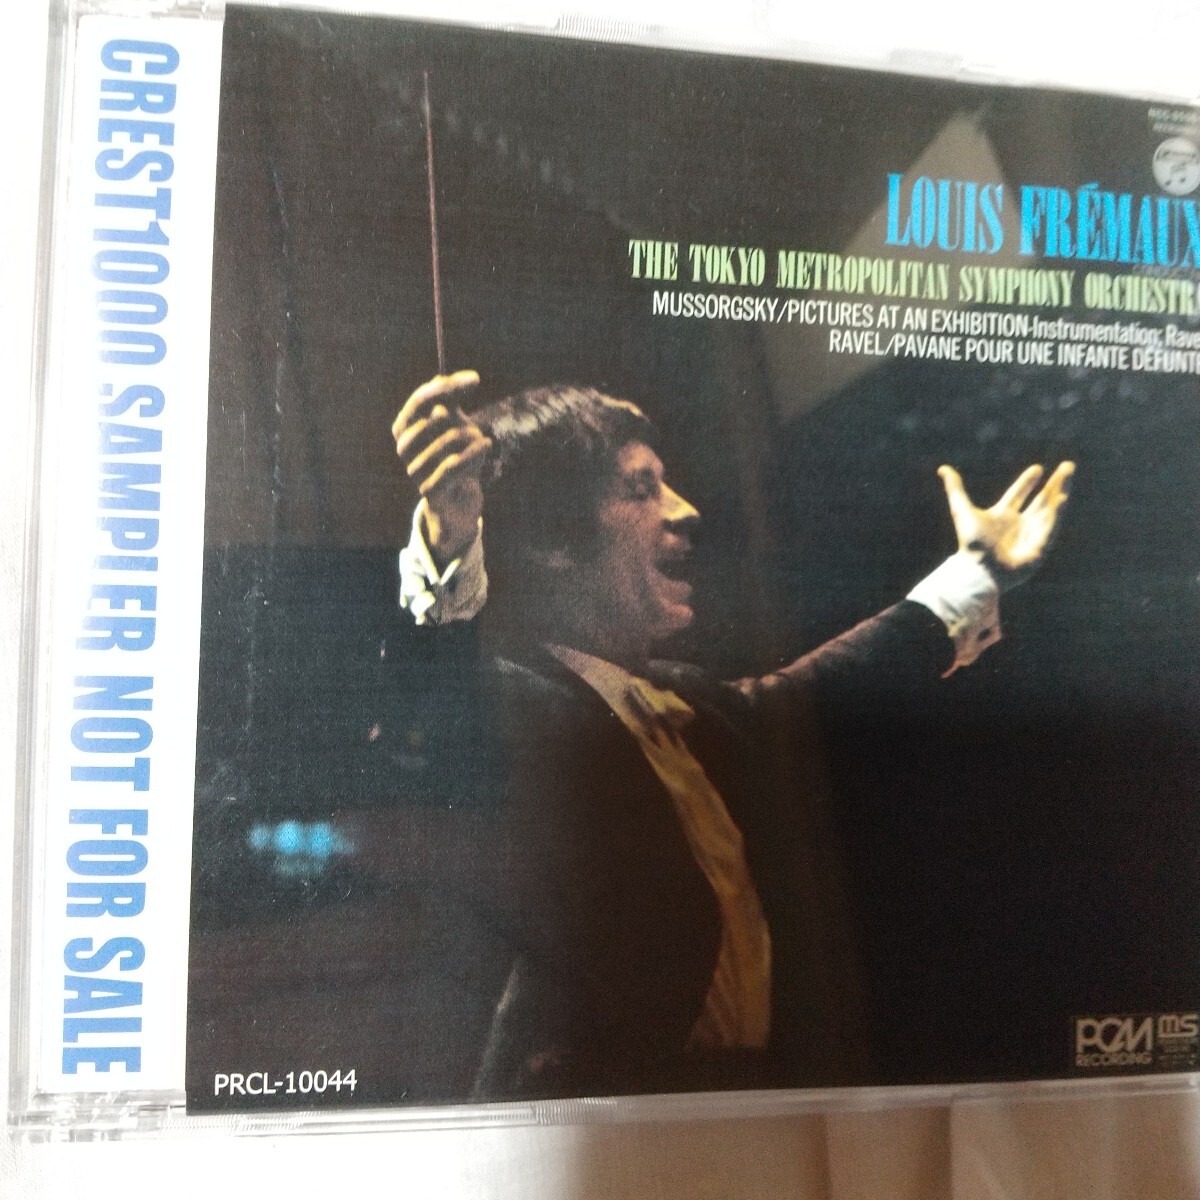 CREST1000 SAMPLER NOT FOR SALE
LOUIS FRÉMAUX
THE TOKYO METROPOLITAN SYMPHONY ORCHESTRA
MUSSORGSKY/PICTURES AT AN EXHIBITION-Instrumentation; Ravel
RAVEL/PAVANE POUR UNE INFANTE DÉFUNTE
PCM
RECORDING
ms
PRCL-10044